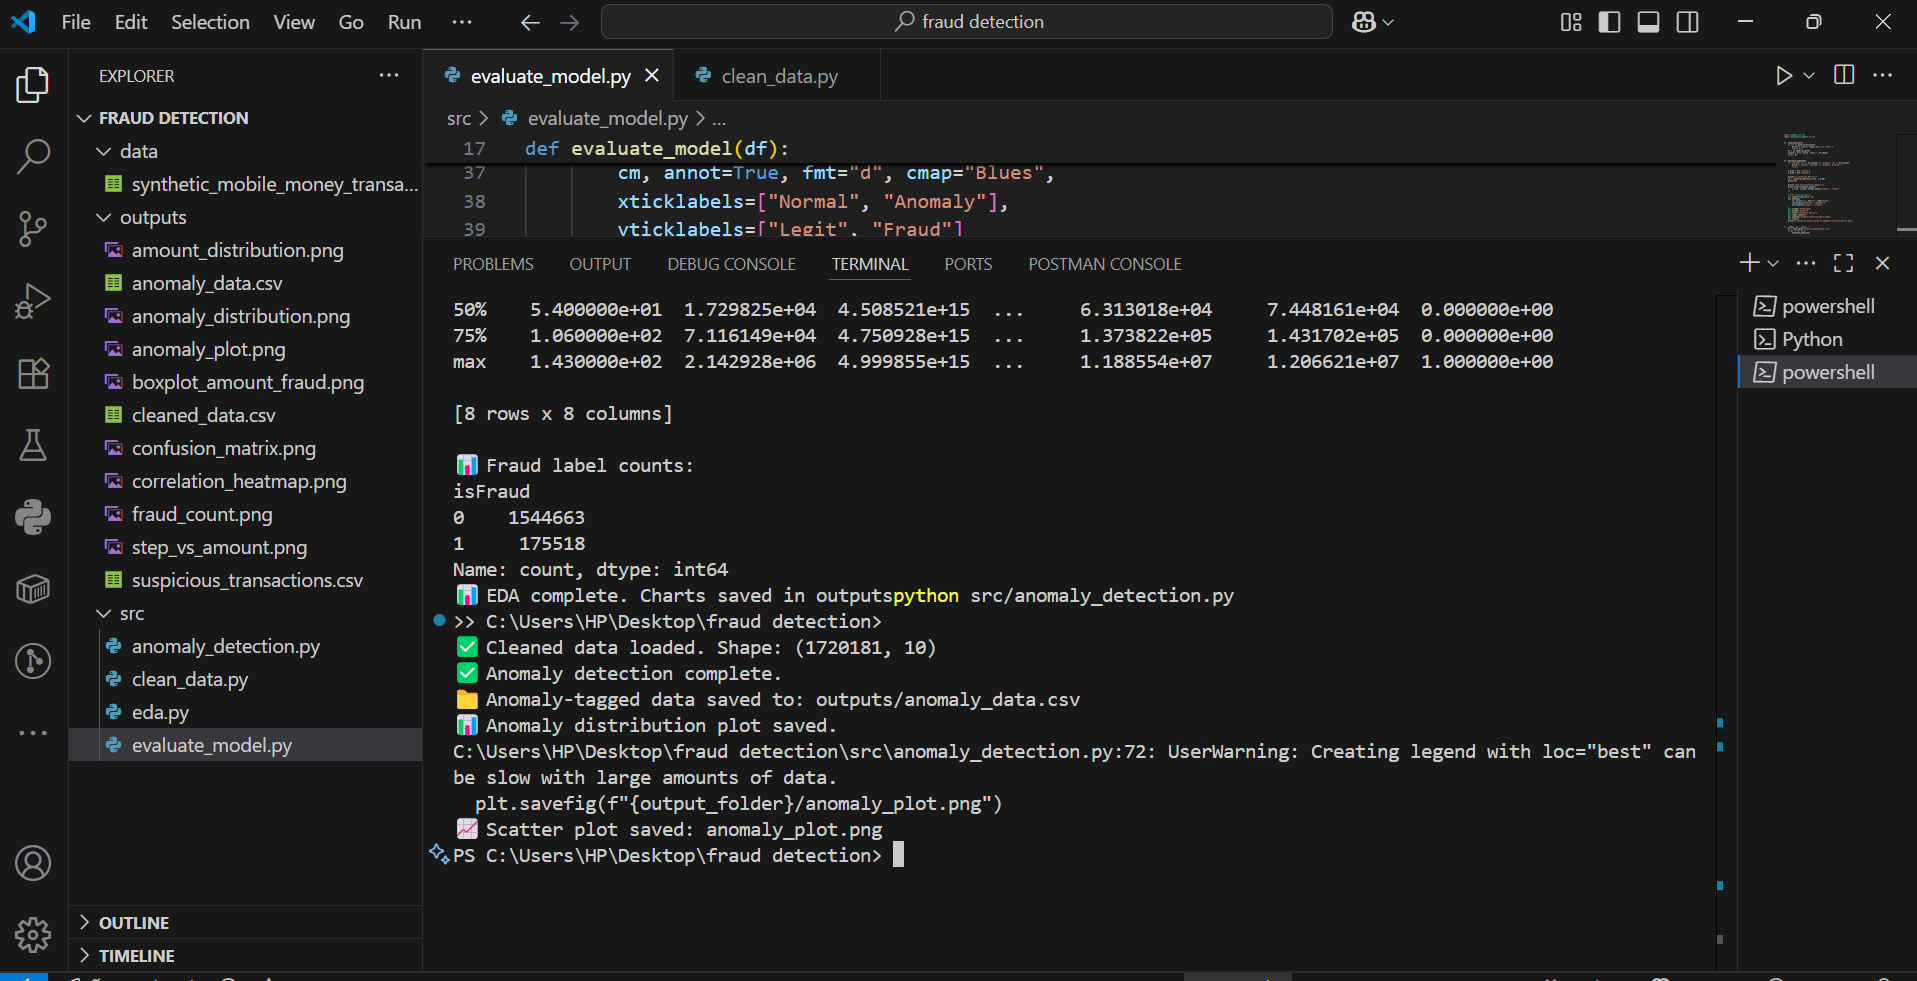 File Edit Selection View Go Run ...
fraud detection
EXPLORER ...
FRAUD DETECTION
data
synthetic_mobile_money_transa...
outputs
amount_distribution.png
anomaly_data.csv
anomaly_distribution.png
anomaly_plot.png
boxplot_amount_fraud.png
cleaned_data.csv
confusion_matrix.png
correlation_heatmap.png
fraud_count.png
step_vs_amount.png
suspicious_transactions.csv
src
anomaly_detection.py
clean_data.py
eda.py
evaluate_model.py
OUTLINE
TIMELINE
evaluate_model.py clean_data.py
src > evaluate_model.py > ...
17 def evaluate_model(df):
37 cm, annot=True, fmt="d", cmap="Blues",
38 xticklabels=["Normal", "Anomaly"],
39 yticklabels=["Legit", "Fraud"]
PROBLEMS OUTPUT DEBUG CONSOLE TERMINAL PORTS POSTMAN CONSOLE
50% 5.400000e+01 1.729825e+04 4.508521e+15 ... 6.313018e+04 7.448161e+04 0.000000e+00
75% 1.060000e+02 7.116149e+04 4.750928e+15 ... 1.373822e+05 1.431702e+05 0.000000e+00
max 1.430000e+02 2.142928e+06 4.999855e+15 ... 1.188554e+07 1.206621e+07 1.000000e+00
[8 rows x 8 columns]
📊 Fraud label counts:
isFraud
0 1544663
1 175518
Name: count, dtype: int64
📊 EDA complete. Charts saved in outputspython src/anomaly_detection.py
>> C:\Users\HP\Desktop\fraud detection>
✅ Cleaned data loaded. Shape: (1720181, 10)
✅ Anomaly detection complete.
📁 Anomaly-tagged data saved to: outputs/anomaly_data.csv
📊 Anomaly distribution plot saved.
C:\Users\HP\Desktop\fraud detection\src\anomaly_detection.py:72: UserWarning: Creating legend with loc="best" can
be slow with large amounts of data.
plt.savefig(f"{output_folder}/anomaly_plot.png")
📈 Scatter plot saved: anomaly_plot.png
PS C:\Users\HP\Desktop\fraud detection>
powershell
Python
powershell